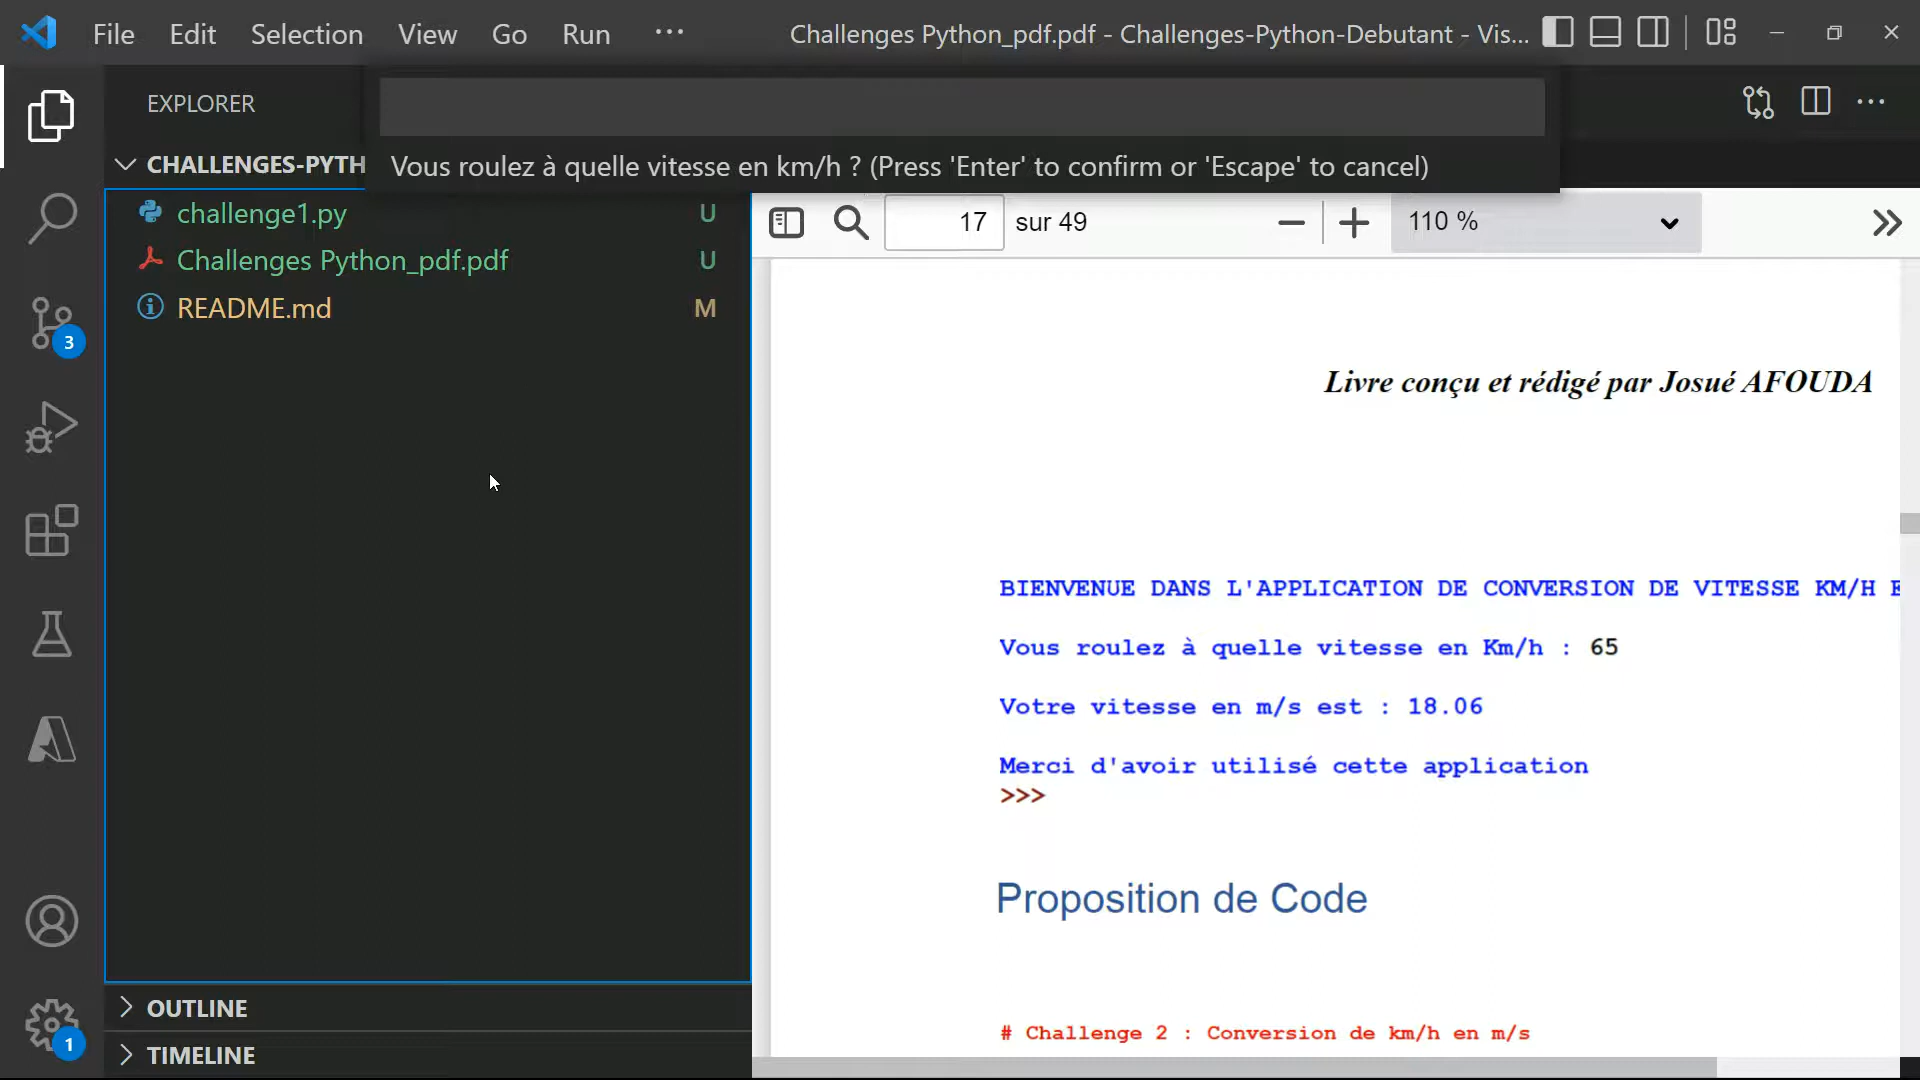 File Edit Selection View Go Run ···
Challenges Python_pdf.pdf - Challenges-Python-Debutant - Vis...
EXPLORER
CHALLENGES-PYTH
Vous roulez à quelle vitesse en km/h ? (Press 'Enter' to confirm or 'Escape' to cancel)
challenge1.py U
Challenges Python_pdf.pdf U
README.md M
3
17 sur 49
110 %
Livre conçu et rédigé par Josué AFOUDA
BIENVENUE DANS L'APPLICATION DE CONVERSION DE VITESSE KM/H E
Vous roulez à quelle vitesse en Km/h : 65
Votre vitesse en m/s est : 18.06
Merci d'avoir utilisé cette application
>>>
Proposition de Code
# Challenge 2 : Conversion de km/h en m/s
OUTLINE
TIMELINE
1